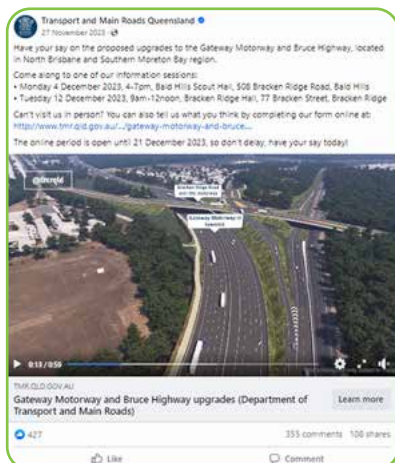 Transport and Main Roads Queensland
27 November 2023 ·
Have your say on the proposed upgrades to the Gateway Motorway and Bruce Highway, located
in North Brisbane and Southern Moreton Bay region.
Come along to one of our information sessions:
• Monday 4 December 2023, 4-7pm, Bald Hills Scout Hall, 508 Bracken Ridge Road, Bald Hills
• Tuesday 12 December 2023, 9am-12noon, Bracken Ridge Hall, 77 Bracken Street, Bracken Ridge
Can't visit us in person? You can also tell us what you think by completing our form online at:
http://www.tmr.qld.gov.au/.../gateway-motorway-and-bruce...
The online period is open until 21 December 2023, so don't delay, have your say today!
@tmrqld
Bracken Ridge Road
Gateway Motorway
0:13 / 0:55
TMR.QLD.GOV.AU
Gateway Motorway and Bruce Highway upgrades (Department of
Transport and Main Roads)
Learn more
427
355 comments 108 shares
Like
Comment